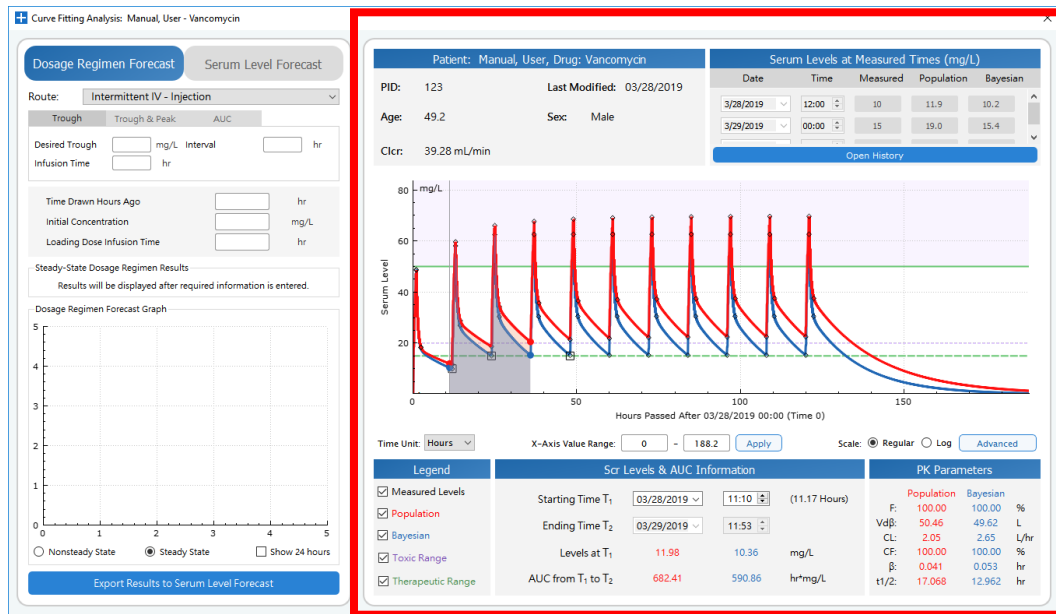 Curve Fitting Analysis: Manual, User - Vancomycin
Dosage Regimen Forecast
Serum Level Forecast
Route: Intermittent IV - Injection
Trough
Trough & Peak
AUC
Desired Trough mg/L Interval hr
Infusion Time hr
Time Drawn Hours Ago hr
Initial Concentration mg/L
Loading Dose Infusion Time hr
Steady-State Dosage Regimen Results
Results will be displayed after required information is entered.
Dosage Regimen Forecast Graph
5
4
3
2
1
0
0 1 2 3 4 5
Nonsteady State Steady State Show 24 hours
Export Results to Serum Level Forecast
Patient: Manual, User, Drug: Vancomycin
PID: 123 Last Modified: 03/28/2019
Age: 49.2 Sex: Male
Clcr: 39.28 mL/min
Serum Levels at Measured Times (mg/L)
Date Time Measured Population Bayesian
3/28/2019 12:00 10 11.9 10.2
3/29/2019 00:00 15 19.0 15.4
Open History
mg/L
80
60
40
20
0
Serum Level
0 50 100 150
Hours Passed After 03/28/2019 00:00 (Time 0)
Time Unit: Hours X-Axis Value Range: 0 - 188.2 Apply Scale: Regular Log Advanced
Legend
Measured Levels
Population
Bayesian
Toxic Range
Therapeutic Range
Scr Levels & AUC Information
Starting Time T₁ 03/28/2019 11:10 (11.17 Hours)
Ending Time T₂ 03/29/2019 11:53
Levels at T₁ 11.98 10.36 mg/L
AUC from T₁ to T₂ 682.41 590.86 hr*mg/L
PK Parameters
Population Bayesian
F: 100.00 100.00 %
Vdβ: 50.46 49.62 L
CL: 2.05 2.65 L/hr
CF: 100.00 100.00 %
β: 0.041 0.053 hr
t1/2: 17.068 12.962 hr